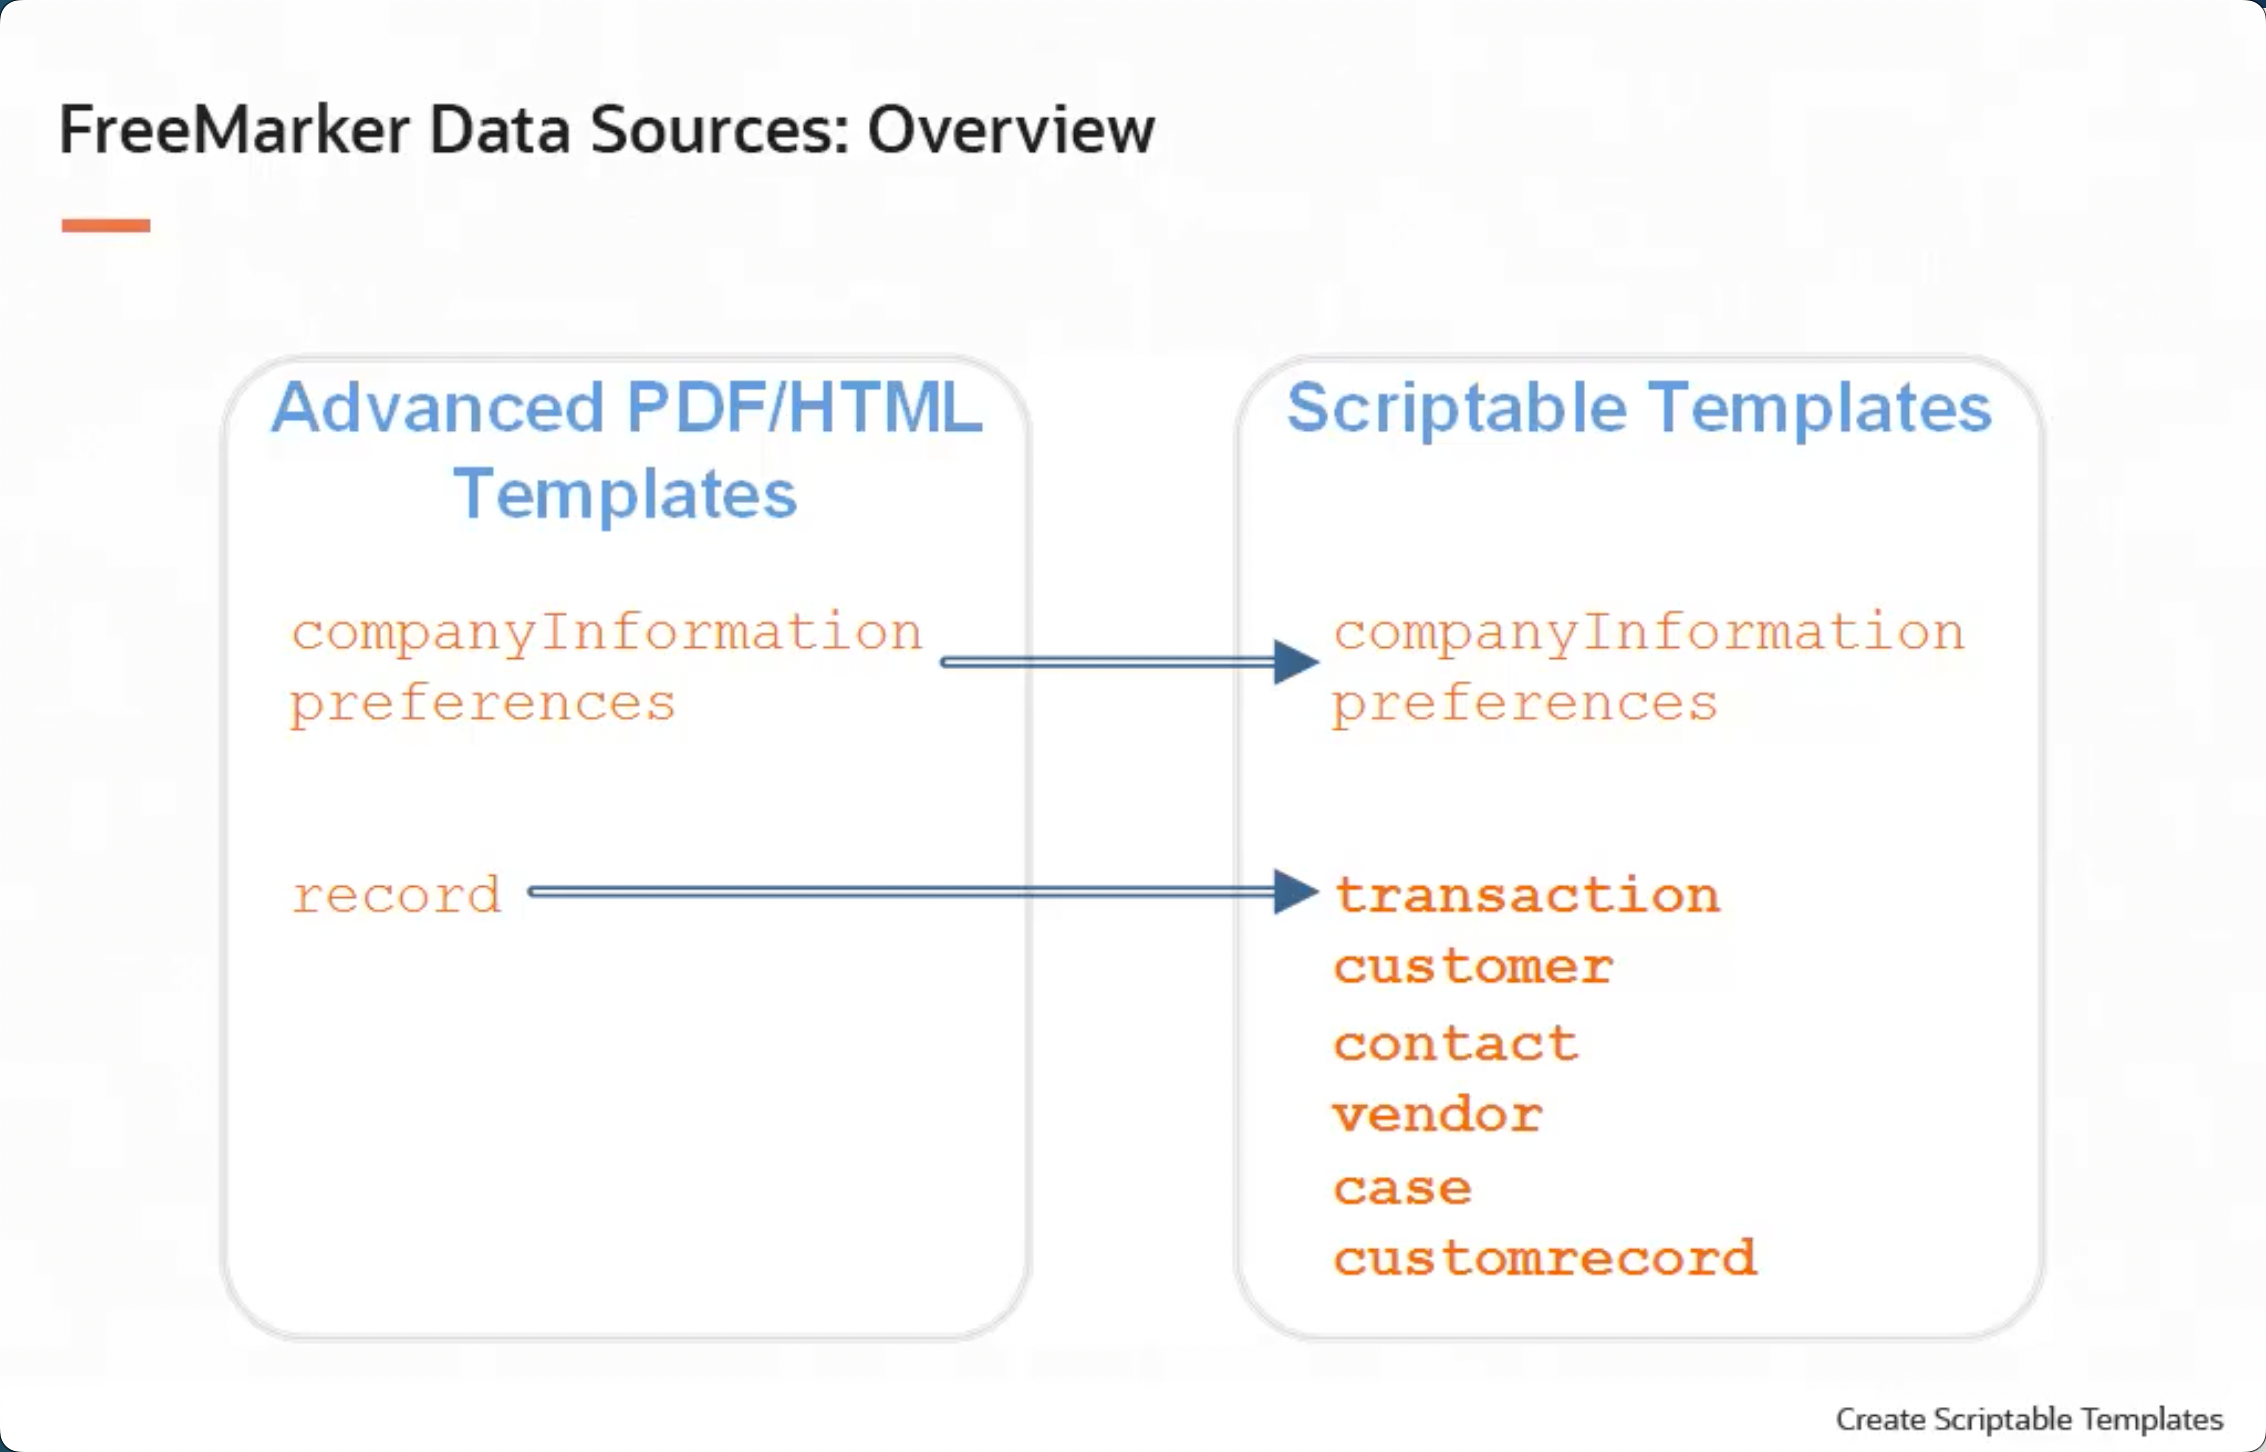 FreeMarker Data Sources: Overview
Advanced PDF/HTML
Templates
companyInformation
preferences
record
Scriptable Templates
companyInformation
preferences
transaction
customer
contact
vendor
case
customrecord
Create Scriptable Templates